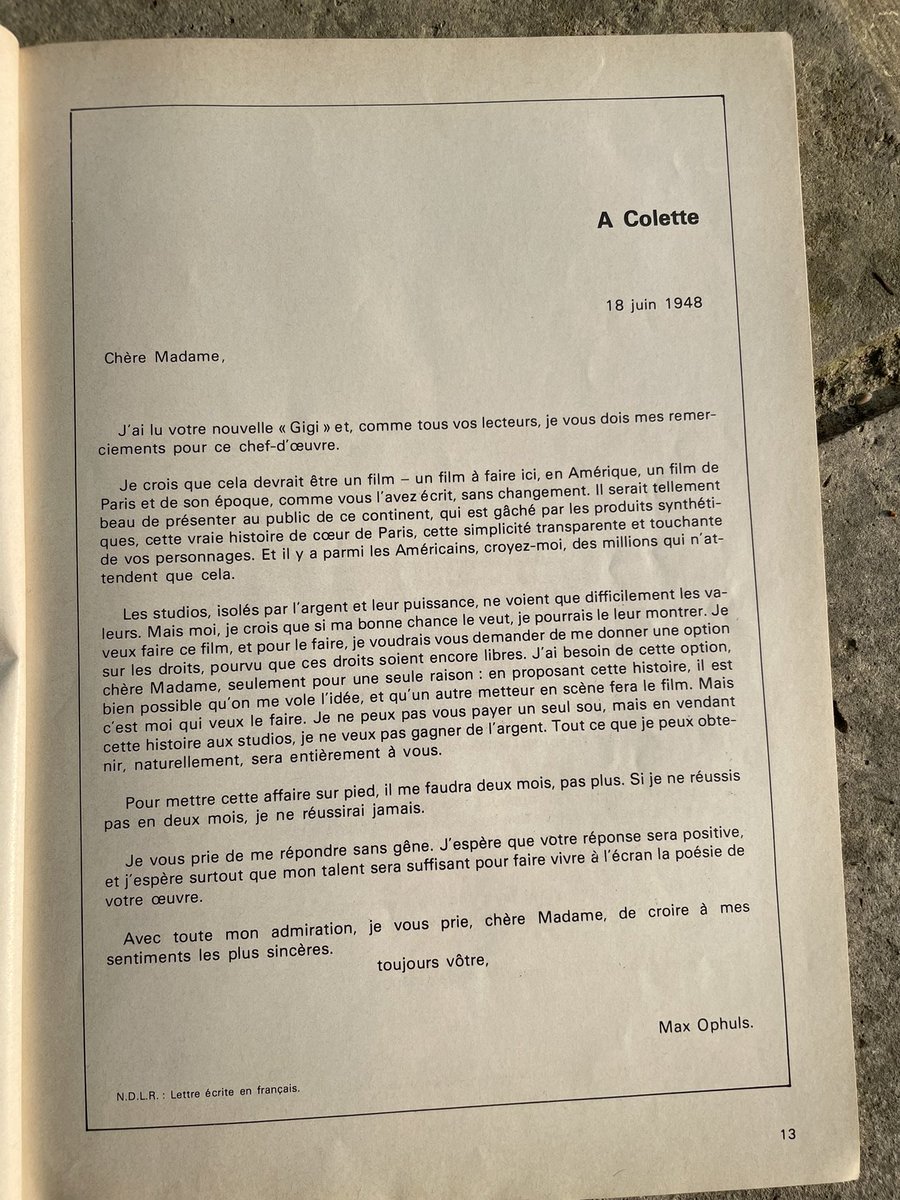 A Colette
18 juin 1948
Chère Madame,
J'ai lu votre nouvelle « Gigi » et, comme tous vos lecteurs, je vous dois mes remer-
ciements pour ce chef-d'œuvre.
Je crois que cela devrait être un film – un film à faire ici, en Amérique, un film de
Paris et de son époque, comme vous l'avez écrit, sans changement. Il serait tellement
beau de présenter au public de ce continent, qui est gâché par les produits synthéti-
ques, cette vraie histoire de cœur de Paris, cette simplicité transparente et touchante
de vos personnages. Et il y a parmi les Américains, croyez-moi, des millions qui n'at-
tendent que cela.
Les studios, isolés par l'argent et leur puissance, ne voient que difficilement les va-
leurs. Mais moi, je crois que si ma bonne chance le veut, je pourrais le leur montrer. Je
veux faire ce film, et pour le faire, je voudrais vous demander de me donner une option
sur les droits, pourvu que ces droits soient encore libres. J'ai besoin de cette option,
chère Madame, seulement pour une seule raison : en proposant cette histoire, il est
bien possible qu'on me vole l'idée, et qu'un autre metteur en scène fera le film. Mais
c'est moi qui veux le faire. Je ne peux pas vous payer un seul sou, mais en vendant
cette histoire aux studios, je ne veux pas gagner de l'argent. Tout ce que je peux obte-
nir, naturellement, sera entièrement à vous.
Pour mettre cette affaire sur pied, il me faudra deux mois, pas plus. Si je ne réussis
pas en deux mois, je ne réussirai jamais.
Je vous prie de me répondre sans gêne. J'espère que votre réponse sera positive,
et j'espère surtout que mon talent sera suffisant pour faire vivre à l'écran la poésie de
votre œuvre.
Avec toute mon admiration, je vous prie, chère Madame, de croire à mes
sentiments les plus sincères.
toujours vôtre,
Max Ophuls.
N.D.L.R. : Lettre écrite en français.
13